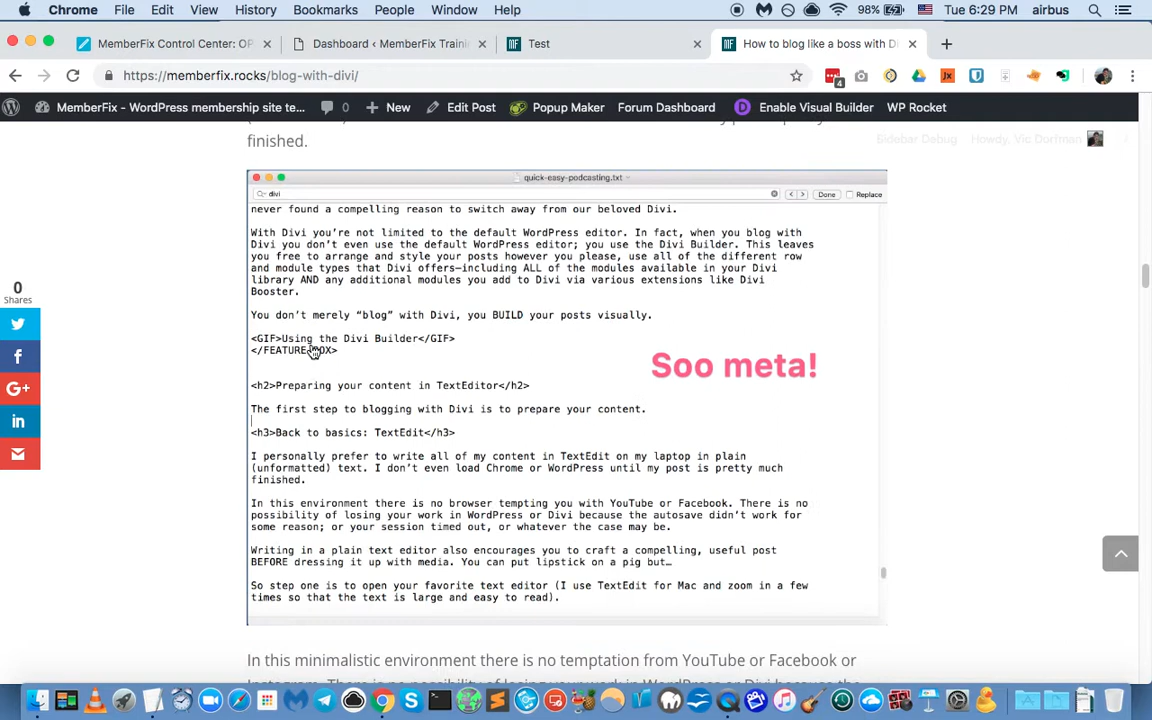 Chrome File Edit View History Bookmarks People Window Help 98% Tue 6:29 PM airbus
MemberFix Control Center: OP × Dashboard ‹ MemberFix Traini × Test × How to blog like a boss with Di ×
https://memberfix.rocks/blog-with-divi/
4
MemberFix - WordPress membership site te... 0 New Edit Post Popup Maker Forum Dashboard Enable Visual Builder WP Rocket
Sidebar Debug Howdy, Vic Dorfman
finished.
quick-easy-podcasting.txt
divi Done Replace
never found a compelling reason to switch away from our beloved Divi.
With Divi you’re not limited to the default WordPress editor. In fact, when you blog with
Divi you don’t even use the default WordPress editor; you use the Divi Builder. This leaves
you free to arrange and style your posts however you please, use all of the different row
and module types that Divi offers—including ALL of the modules available in your Divi
library AND any additional modules you add to Divi via various extensions like Divi
Booster.
You don’t merely “blog” with Divi, you BUILD your posts visually.
<GIF>Using the Divi Builder</GIF>
</FEATURE BOX>
Soo meta!
<h2>Preparing your content in TextEditor</h2>
The first step to blogging with Divi is to prepare your content.
<h3>Back to basics: TextEdit</h3>
I personally prefer to write all of my content in TextEdit on my laptop in plain
(unformatted) text. I don’t even load Chrome or WordPress until my post is pretty much
finished.
In this environment there is no browser tempting you with YouTube or Facebook. There is no
possibility of losing your work in WordPress or Divi because the autosave didn’t work for
some reason; or your session timed out, or whatever the case may be.
Writing in a plain text editor also encourages you to craft a compelling, useful post
BEFORE dressing it up with media. You can put lipstick on a pig but…
So step one is to open your favorite text editor (I use TextEdit for Mac and zoom in a few
times so that the text is large and easy to read).
0
Shares
In this minimalistic environment there is no temptation from YouTube or Facebook or